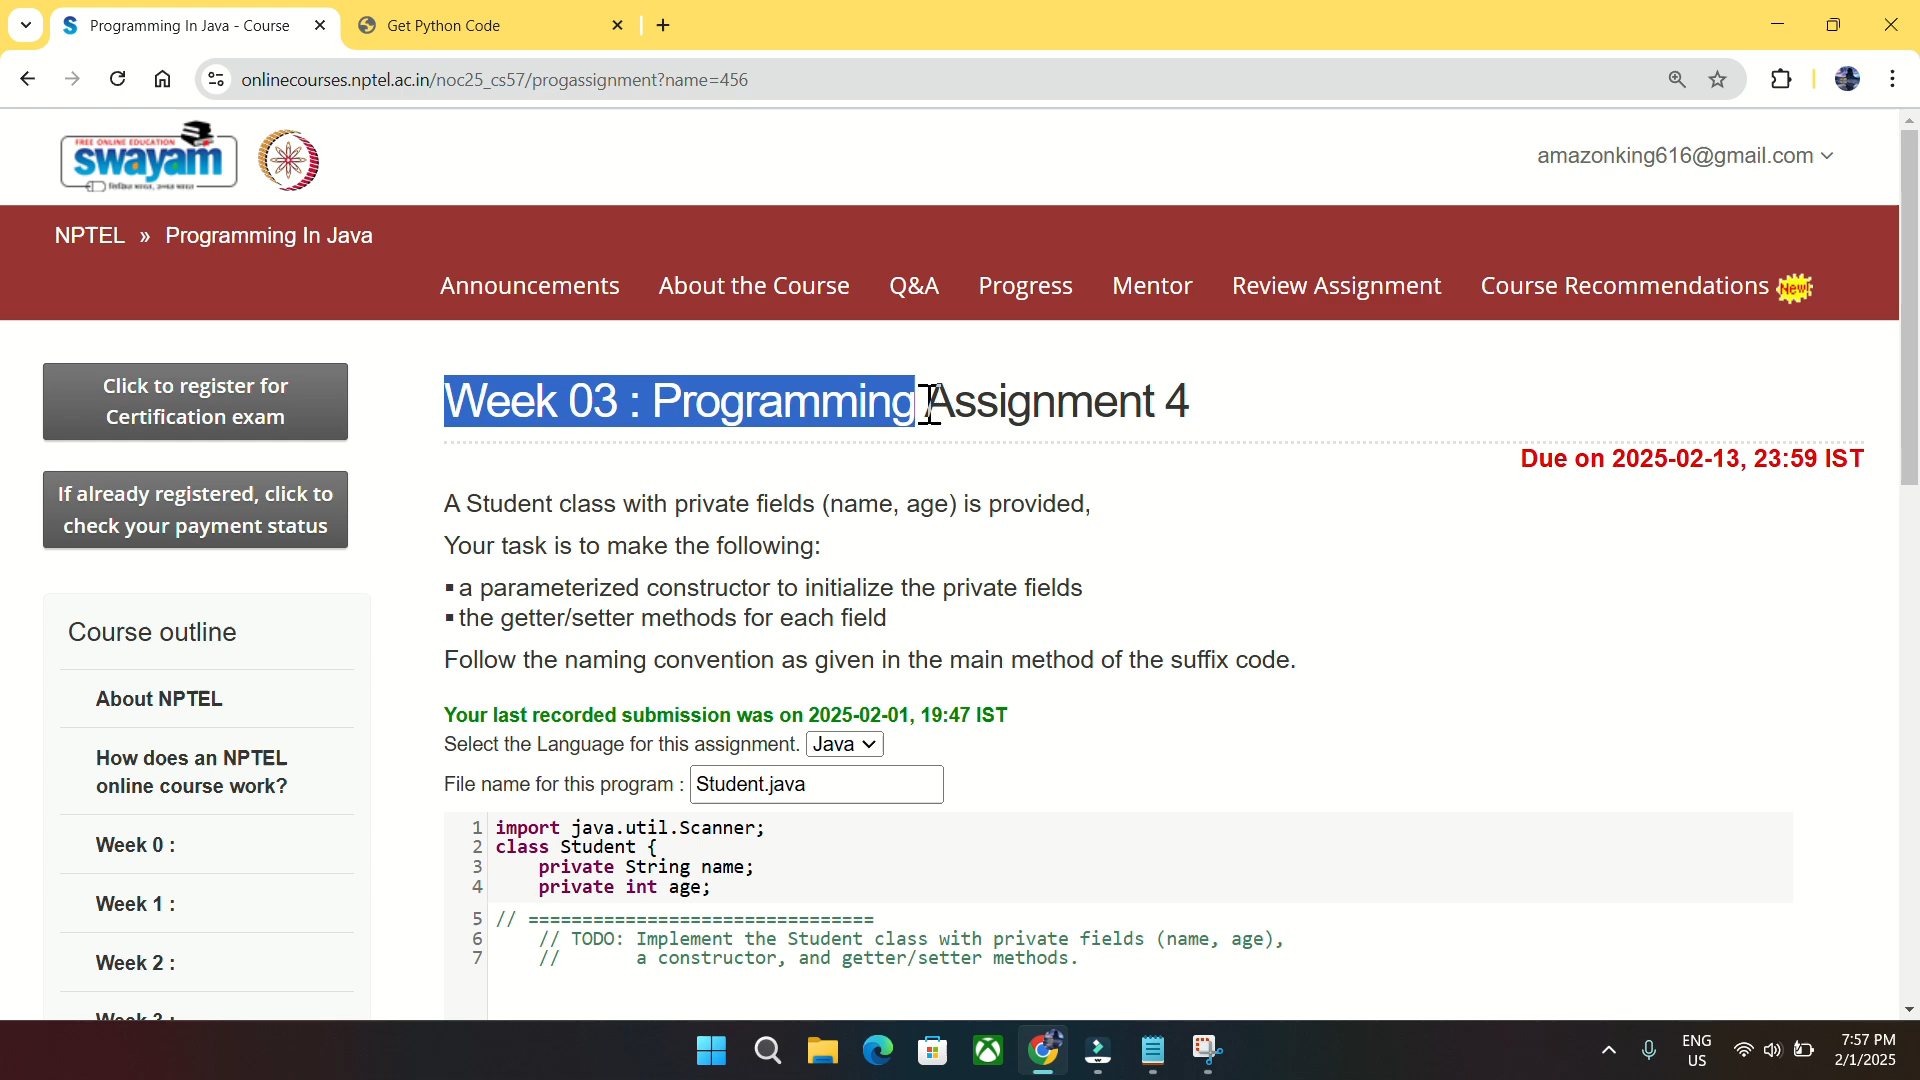 Programming In Java - Course
Get Python Code
onlinecourses.nptel.ac.in/noc25_cs57/progassignment?name=456
FREE ONLINE EDUCATION
swayam
amazonking616@gmail.com
NPTEL » Programming In Java
Announcements About the Course Q&A Progress Mentor Review Assignment Course Recommendations New!
Click to register for
Certification exam
If already registered, click to
check your payment status
Course outline
About NPTEL
How does an NPTEL
online course work?
Week 0 :
Week 1 :
Week 2 :
Week 3 :
Week 03 : Programming Assignment 4
Due on 2025-02-13, 23:59 IST
A Student class with private fields (name, age) is provided,
Your task is to make the following:
▪ a parameterized constructor to initialize the private fields
▪ the getter/setter methods for each field
Follow the naming convention as given in the main method of the suffix code.
Your last recorded submission was on 2025-02-01, 19:47 IST
Select the Language for this assignment. Java
File name for this program : Student.java
1 import java.util.Scanner;
2 class Student {
3 private String name;
4 private int age;
5 // ================================
6 // TODO: Implement the Student class with private fields (name, age),
7 // a constructor, and getter/setter methods.
ENG
US
7:57 PM
2/1/2025